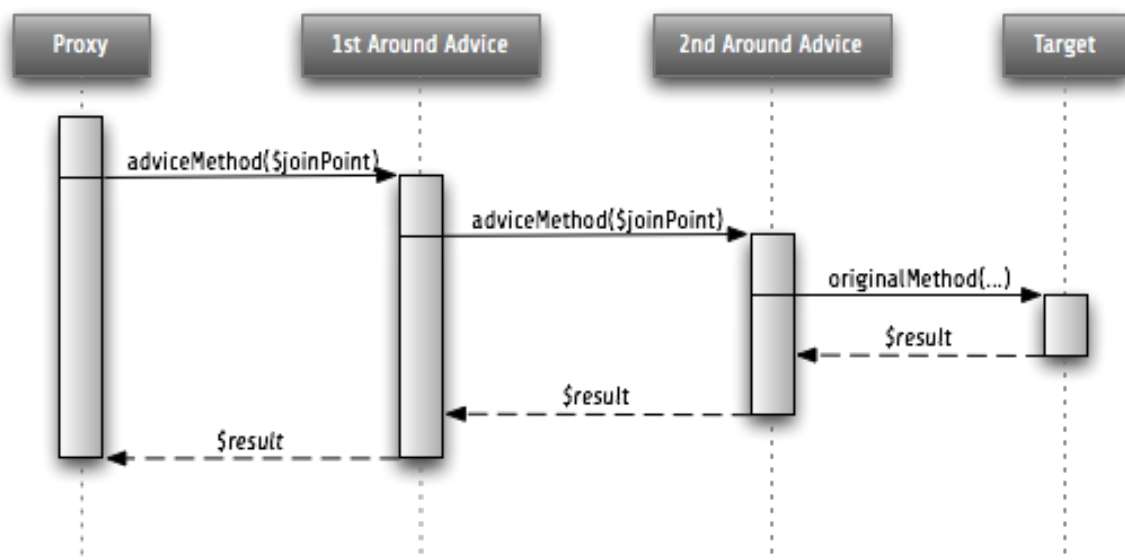 Proxy
1st Around Advice
2nd Around Advice
Target
adviceMethod($joinPoint)
adviceMethod($joinPoint)
originalMethod(...)
$result
$result
$result